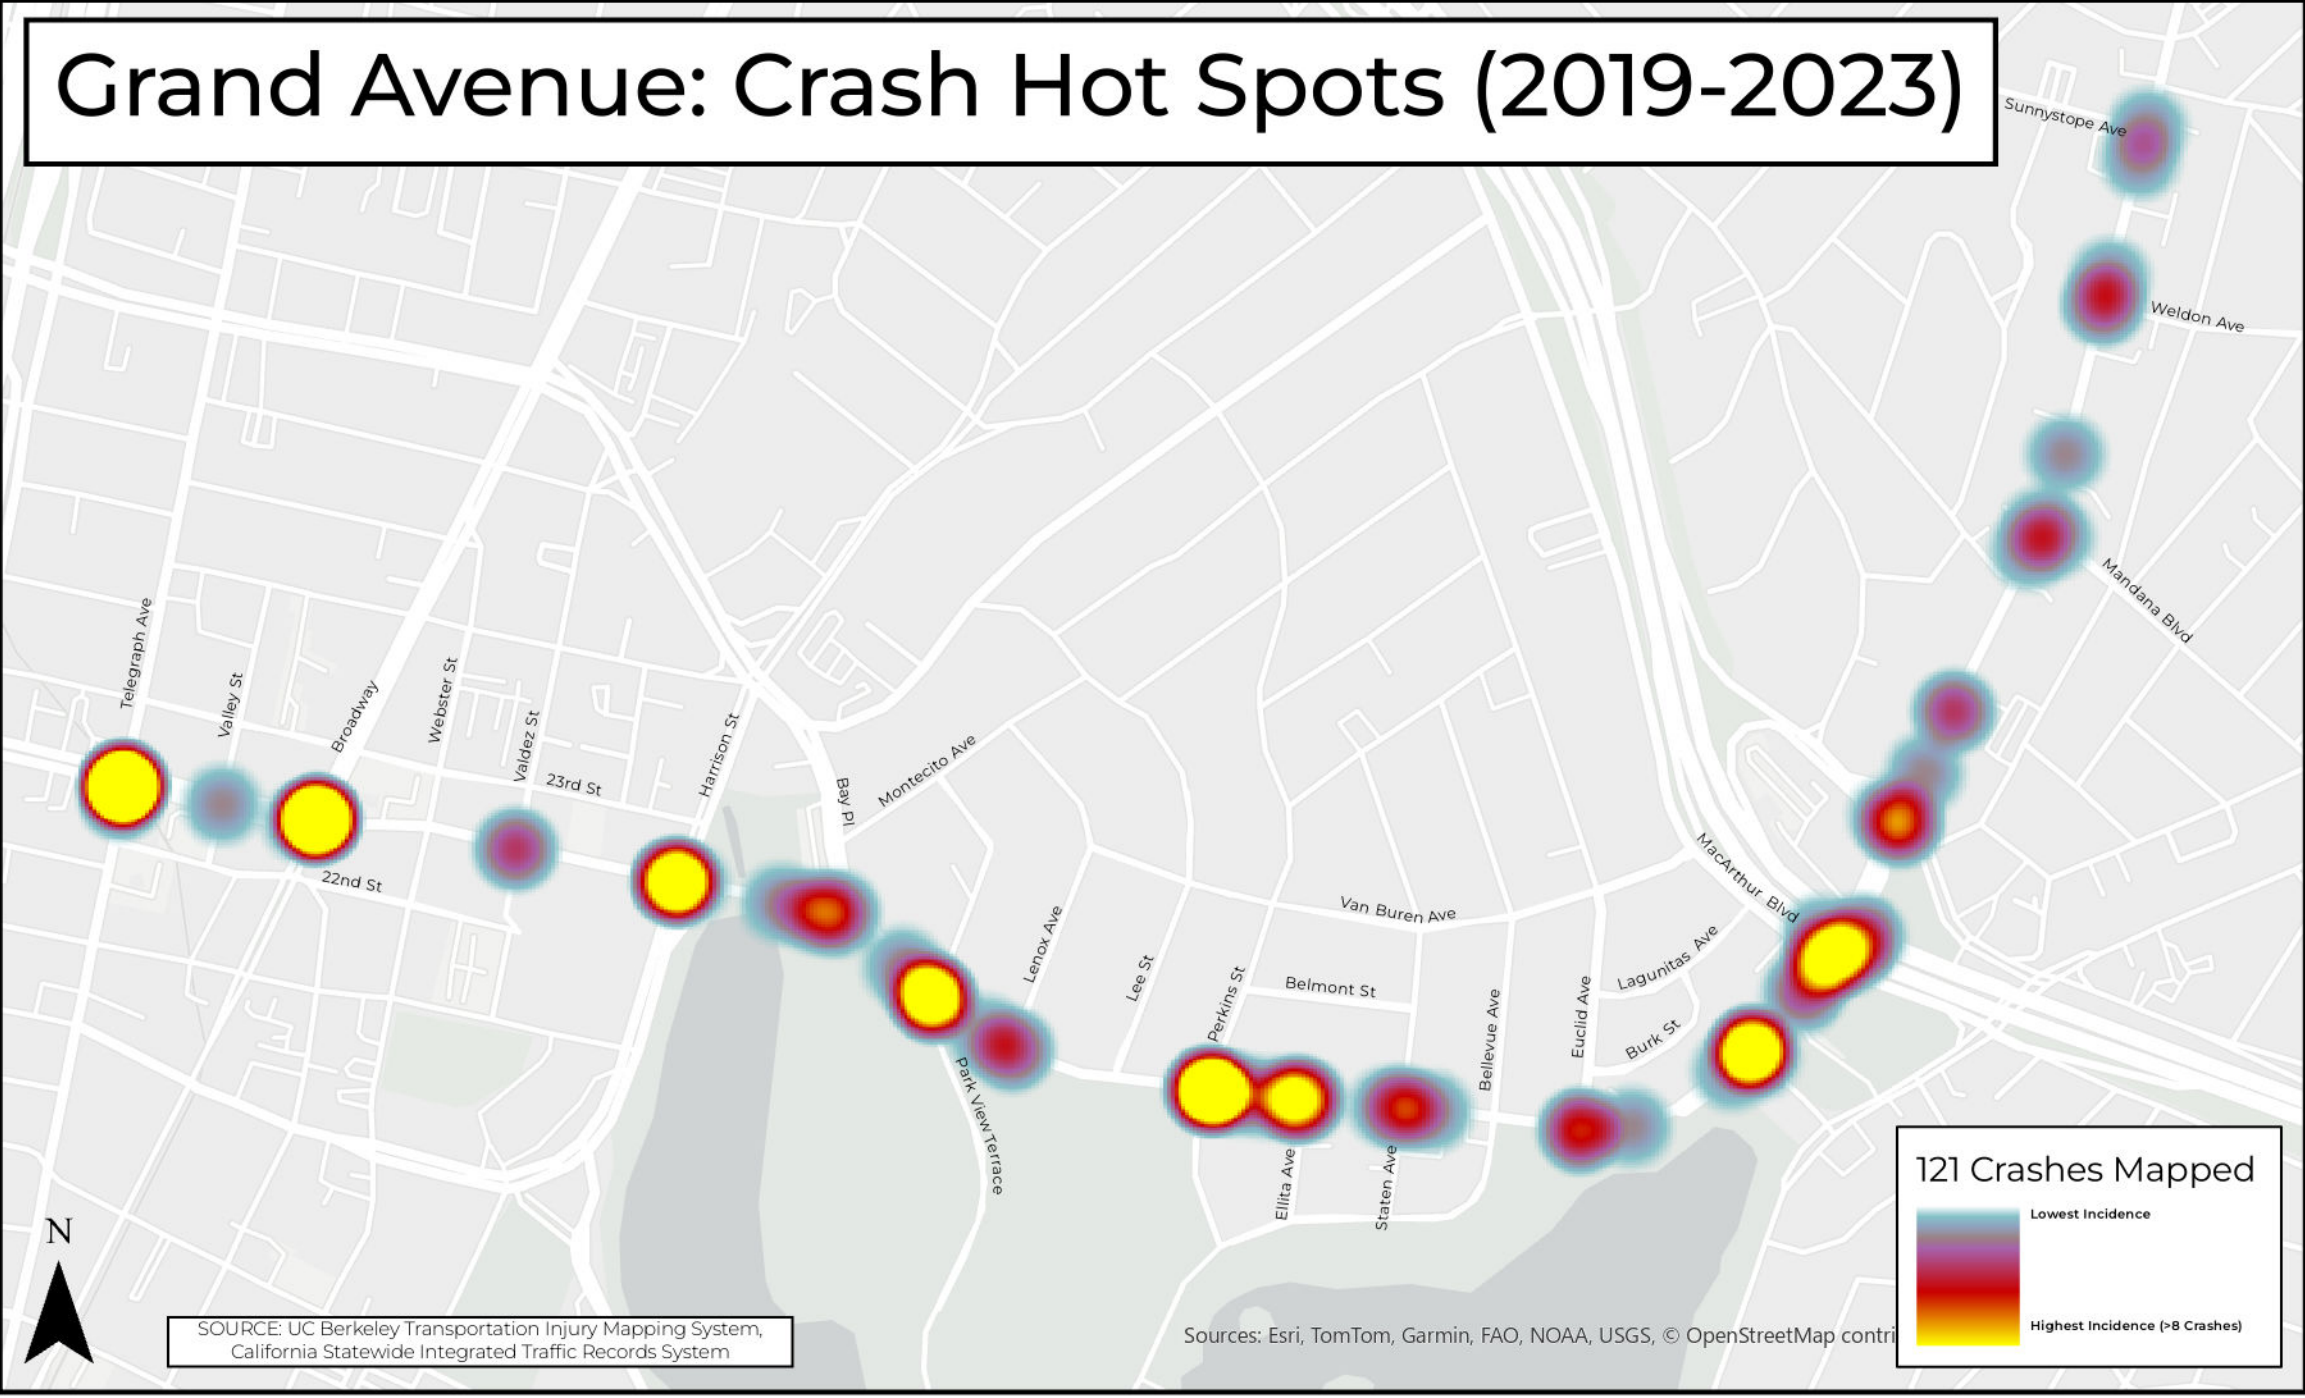 Grand Avenue: Crash Hot Spots (2019-2023)
Sunnystope Ave
Weldon Ave
Mandana Blvd
Telegraph Ave
Valley St
Broadway
Webster St
Valdez St
23rd St
Harrison St
Bay Pl
Montecito Ave
22nd St
MacArthur Blvd
Van Buren Ave
Lenox Ave
Lee St
Perkins St
Belmont St
Bellevue Ave
Euclid Ave
Lagunitas Ave
Burk St
Park View Terrace
Ellita Ave
Staten Ave
121 Crashes Mapped
Lowest Incidence
Highest Incidence (>8 Crashes)
N
SOURCE: UC Berkeley Transportation Injury Mapping System,
California Statewide Integrated Traffic Records System
Sources: Esri, TomTom, Garmin, FAO, NOAA, USGS, © OpenStreetMap contri